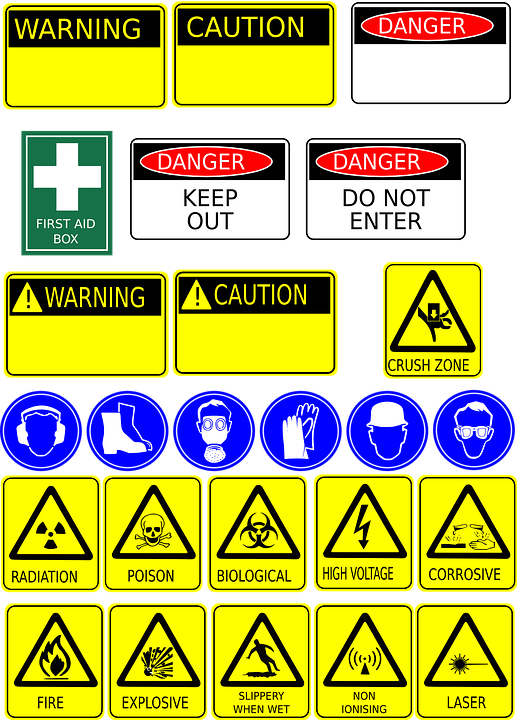 WARNING
CAUTION
DANGER
FIRST AID
BOX
DANGER
KEEP
OUT
DANGER
DO NOT
ENTER
WARNING
CAUTION
CRUSH ZONE
RADIATION
POISON
BIOLOGICAL
HIGH VOLTAGE
CORROSIVE
FIRE
EXPLOSIVE
SLIPPERY
WHEN WET
NON
IONISING
LASER